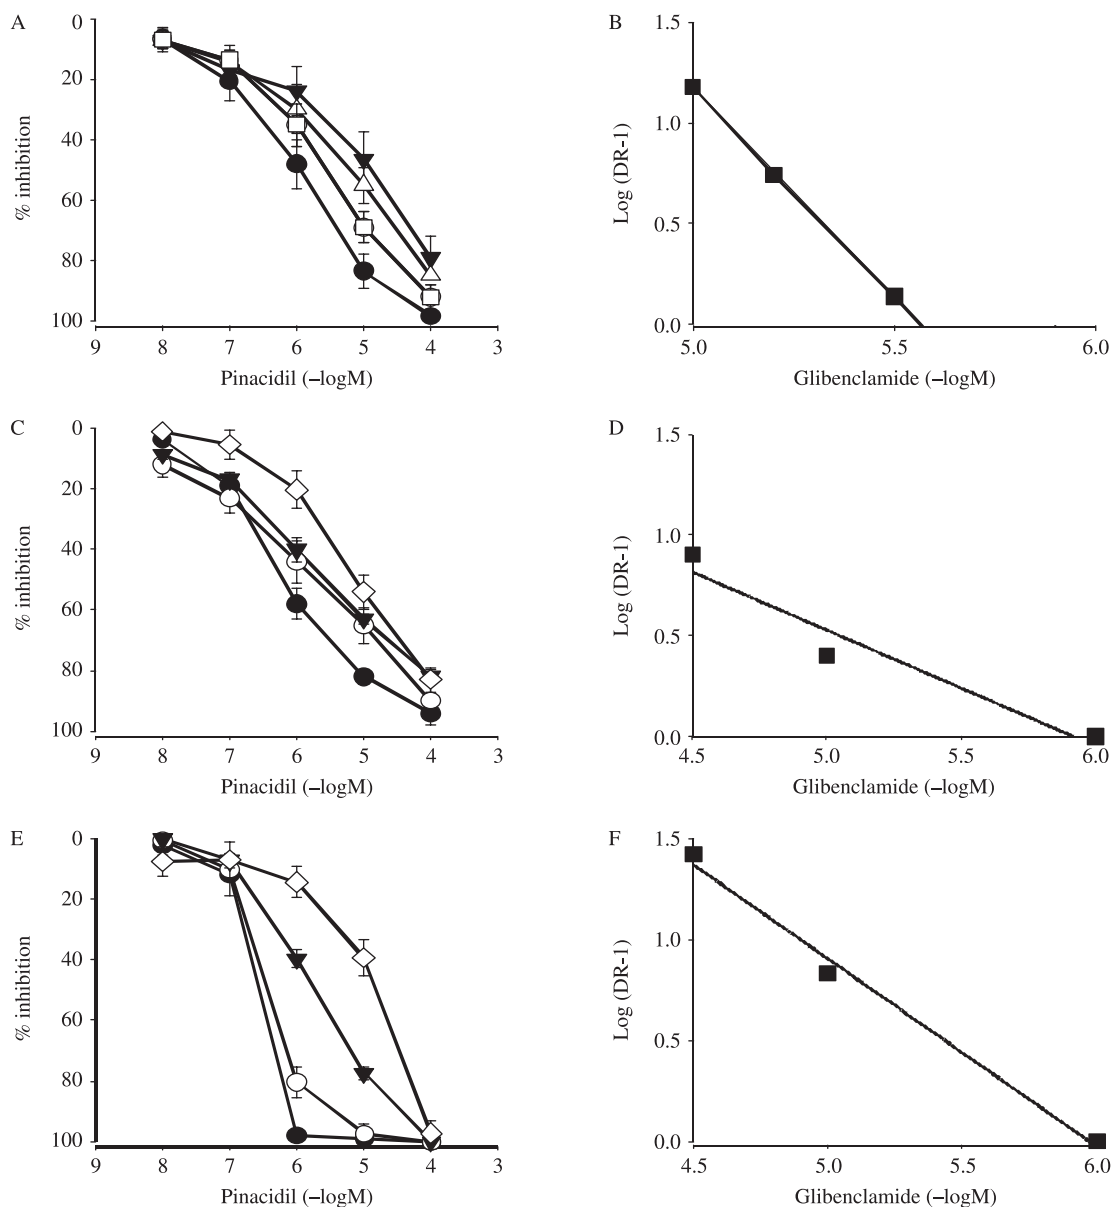 A
0
20
40
60
80
100
% inhibition
9 8 7 6 5 4 3
Pinacidil (−logM)
B
1.5
1.0
0.5
0.0
Log (DR-1)
5.0 5.5 6.0
Glibenclamide (−logM)
C
0
20
40
60
80
100
% inhibition
9 8 7 6 5 4 3
Pinacidil (−logM)
D
1.5
1.0
0.5
0.0
Log (DR-1)
4.5 5.0 5.5 6.0
Glibenclamide (−logM)
E
0
20
40
60
80
100
% inhibition
9 8 7 6 5 4 3
Pinacidil (−logM)
F
1.5
1.0
0.5
0.0
Log (DR-1)
4.5 5.0 5.5 6.0
Glibenclamide (−logM)